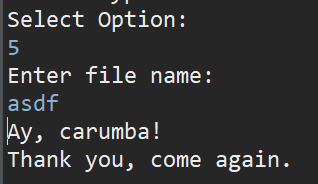 Select Option:
5
Enter file name:
asdf
Ay, carumba!
Thank you, come again.